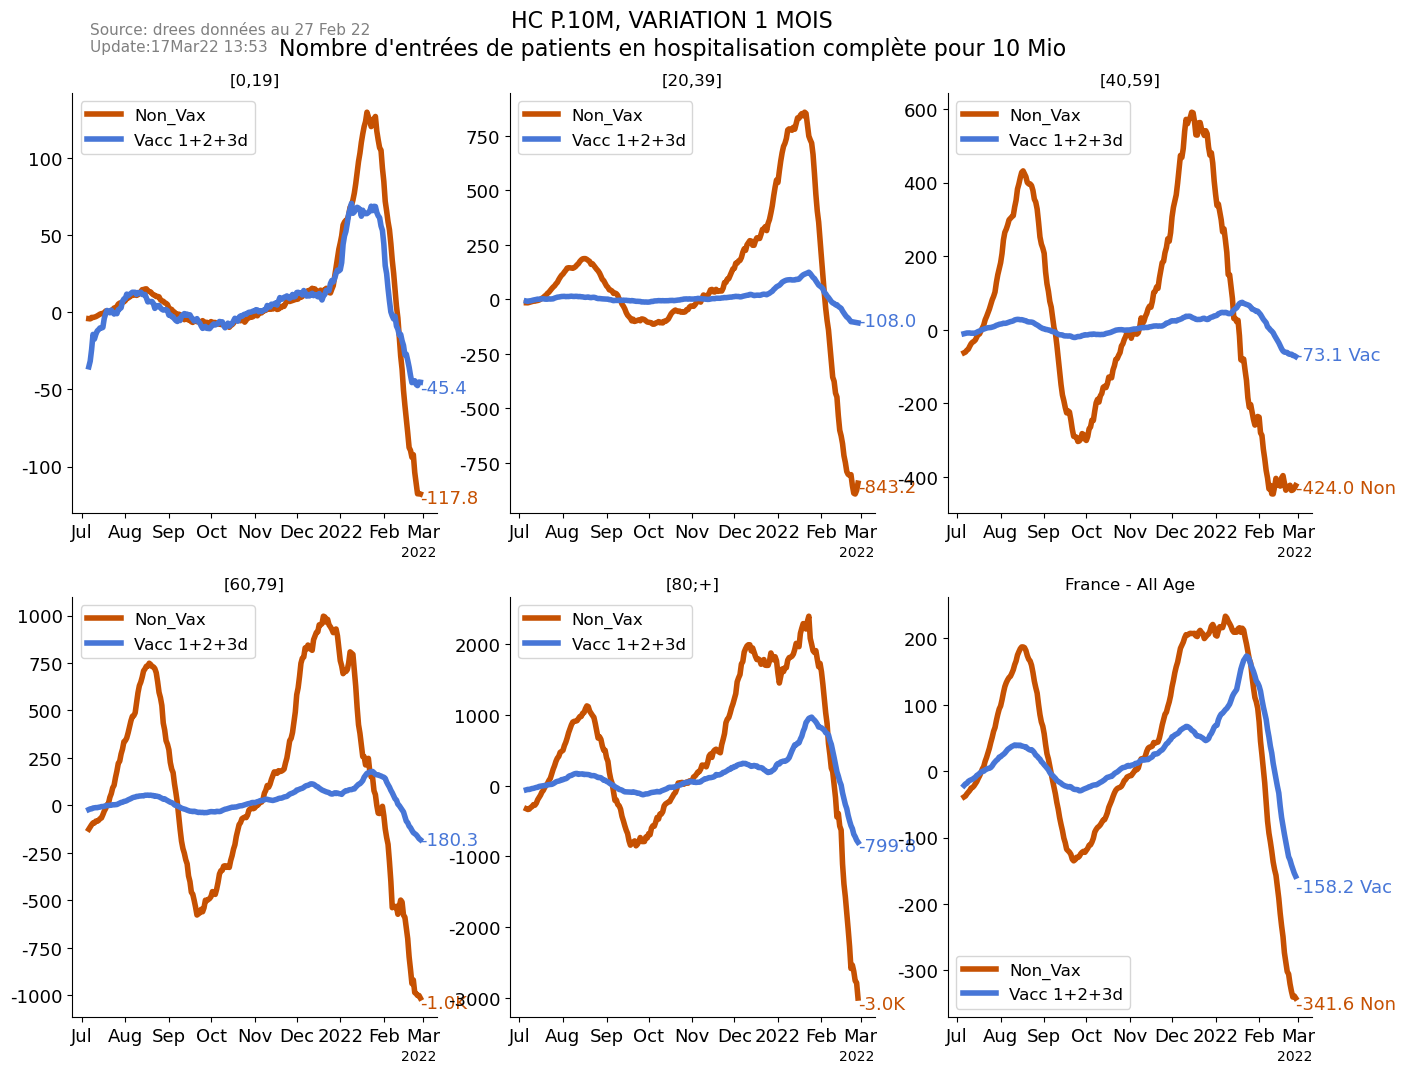 HC P.10M, VARIATION 1 MOIS
Source: drees données au 27 Feb 22
Update:17Mar22 13:53
Nombre d'entrées de patients en hospitalisation complète pour 10 Mio
[0,19]
Non_Vax
Vacc 1+2+3d
100
50
0
-50
-100
-45.4
-117.8
Jul Aug Sep Oct Nov Dec 2022 Feb Mar
2022
[20,39]
Non_Vax
Vacc 1+2+3d
750
500
250
0
-250
-500
-750
-108.0
-843.2
Jul Aug Sep Oct Nov Dec 2022 Feb Mar
2022
[40,59]
Non_Vax
Vacc 1+2+3d
600
400
200
0
-200
-400
-73.1 Vac
-424.0 Non
Jul Aug Sep Oct Nov Dec 2022 Feb Mar
2022
[60,79]
Non_Vax
Vacc 1+2+3d
1000
750
500
250
0
-250
-500
-750
-1000
-180.3
-1.0K
Jul Aug Sep Oct Nov Dec 2022 Feb Mar
2022
[80;+]
Non_Vax
Vacc 1+2+3d
2000
1000
0
-1000
-2000
-3000
-799.8
-3.0K
Jul Aug Sep Oct Nov Dec 2022 Feb Mar
2022
France - All Age
200
100
0
-100
-200
-300
-158.2 Vac
Non_Vax
Vacc 1+2+3d
-341.6 Non
Jul Aug Sep Oct Nov Dec 2022 Feb Mar
2022